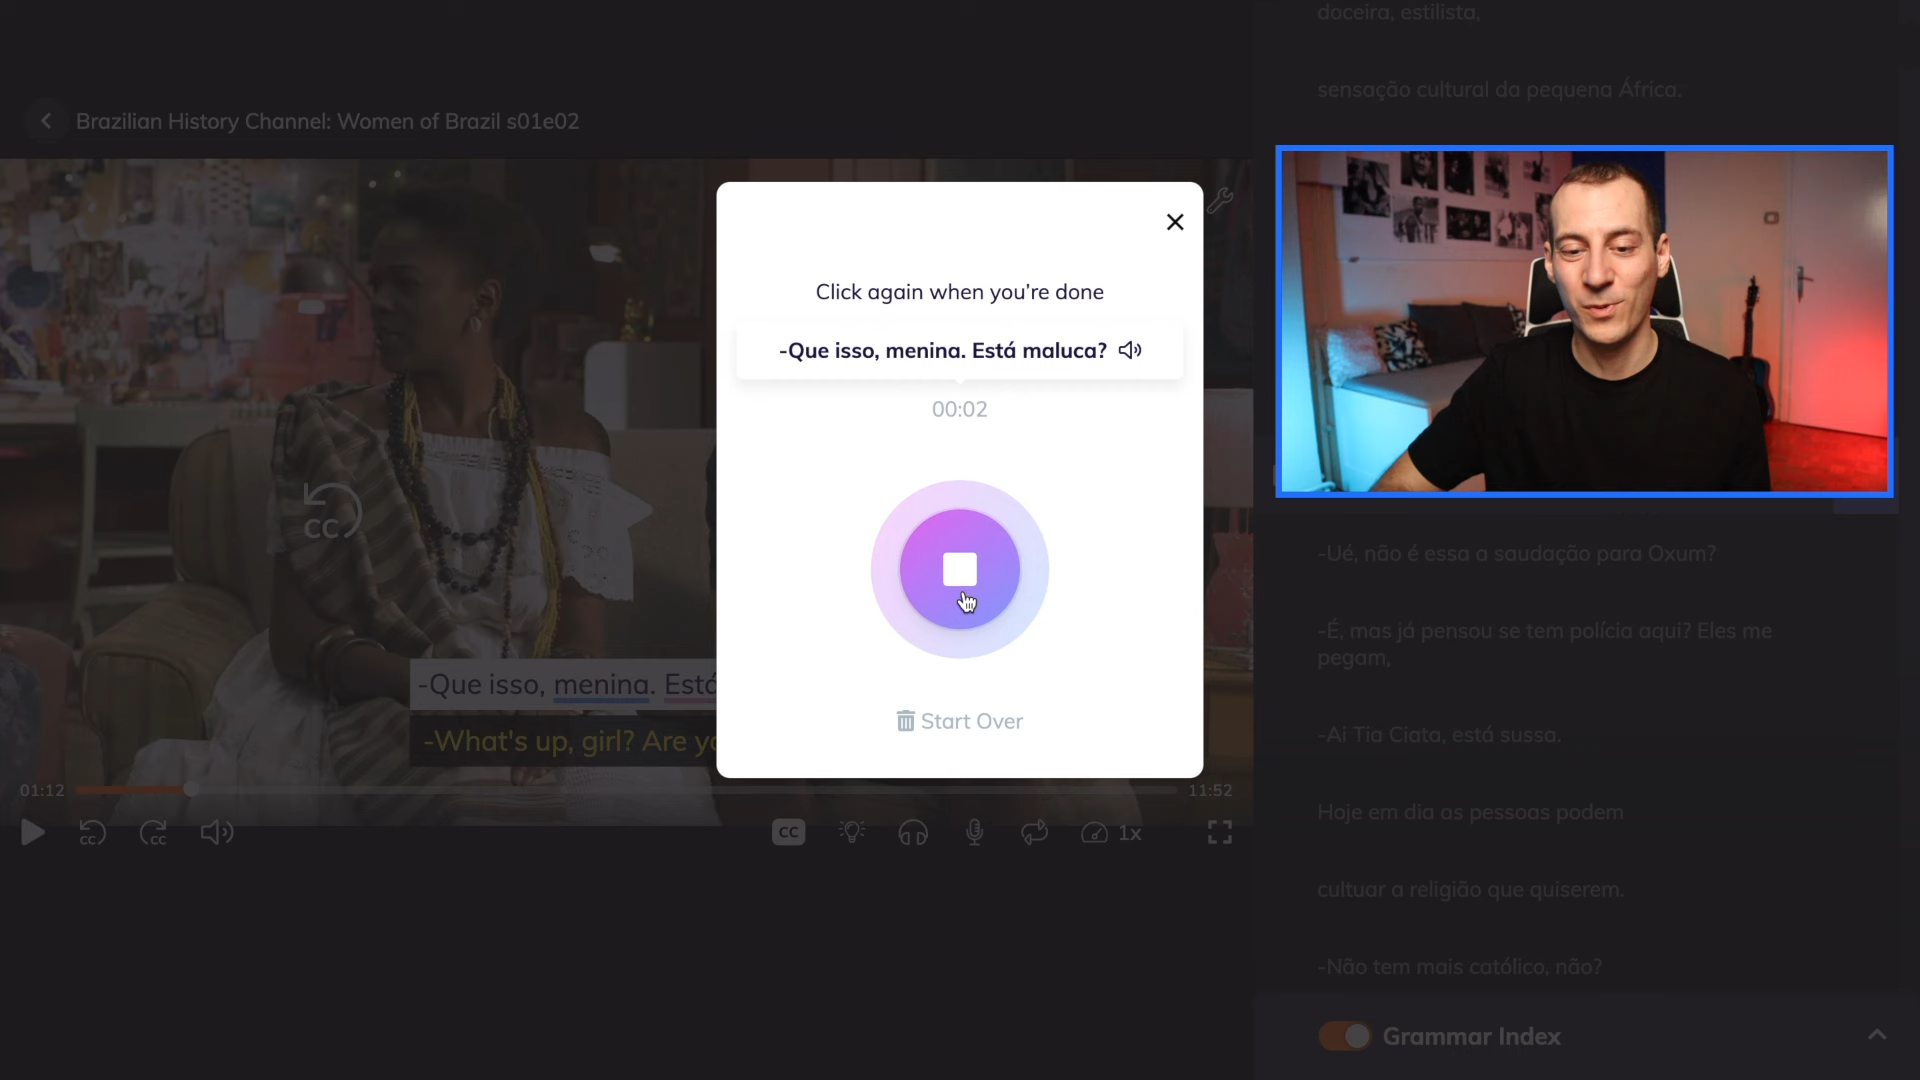 doceira, estilista,
sensação cultural da pequena África.
Brazilian History Channel: Women of Brazil s01e02
Click again when you're done
-Que isso, menina. Está maluca?
00:02
Start Over
CC
-Que isso, menina. Está
-What's up, girl? Are yo
01:12
11:52
CC
CC
CC
1x
-Ué, não é essa a saudação para Oxum?
-É, mas já pensou se tem polícia aqui? Eles me
pegam,
-Ai Tia Ciata, está sussa.
Hoje em dia as pessoas podem
cultuar a religião que quiserem.
-Não tem mais católico, não?
Grammar Index